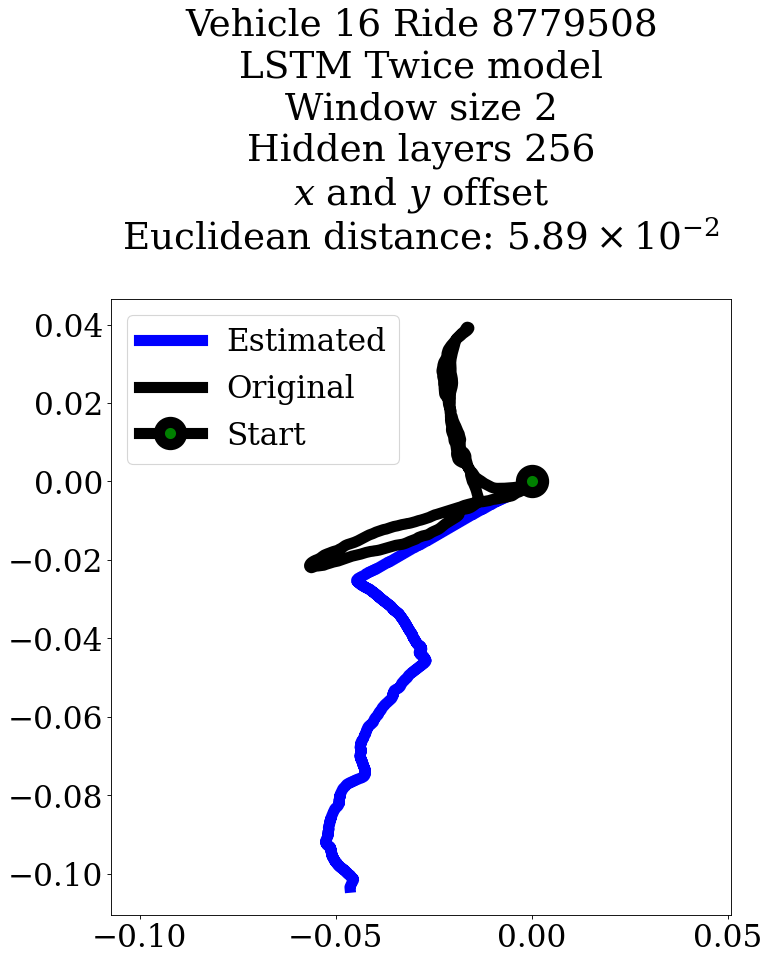 Vehicle 16 Ride 8779508
LSTM Twice model
Window size 2
Hidden layers 256
x and y offset
Euclidean distance: 5.89 × 10⁻²
Estimated
Original
Start
0.04
0.02
0.00
−0.02
−0.04
−0.06
−0.08
−0.10
−0.10 −0.05 0.00 0.05